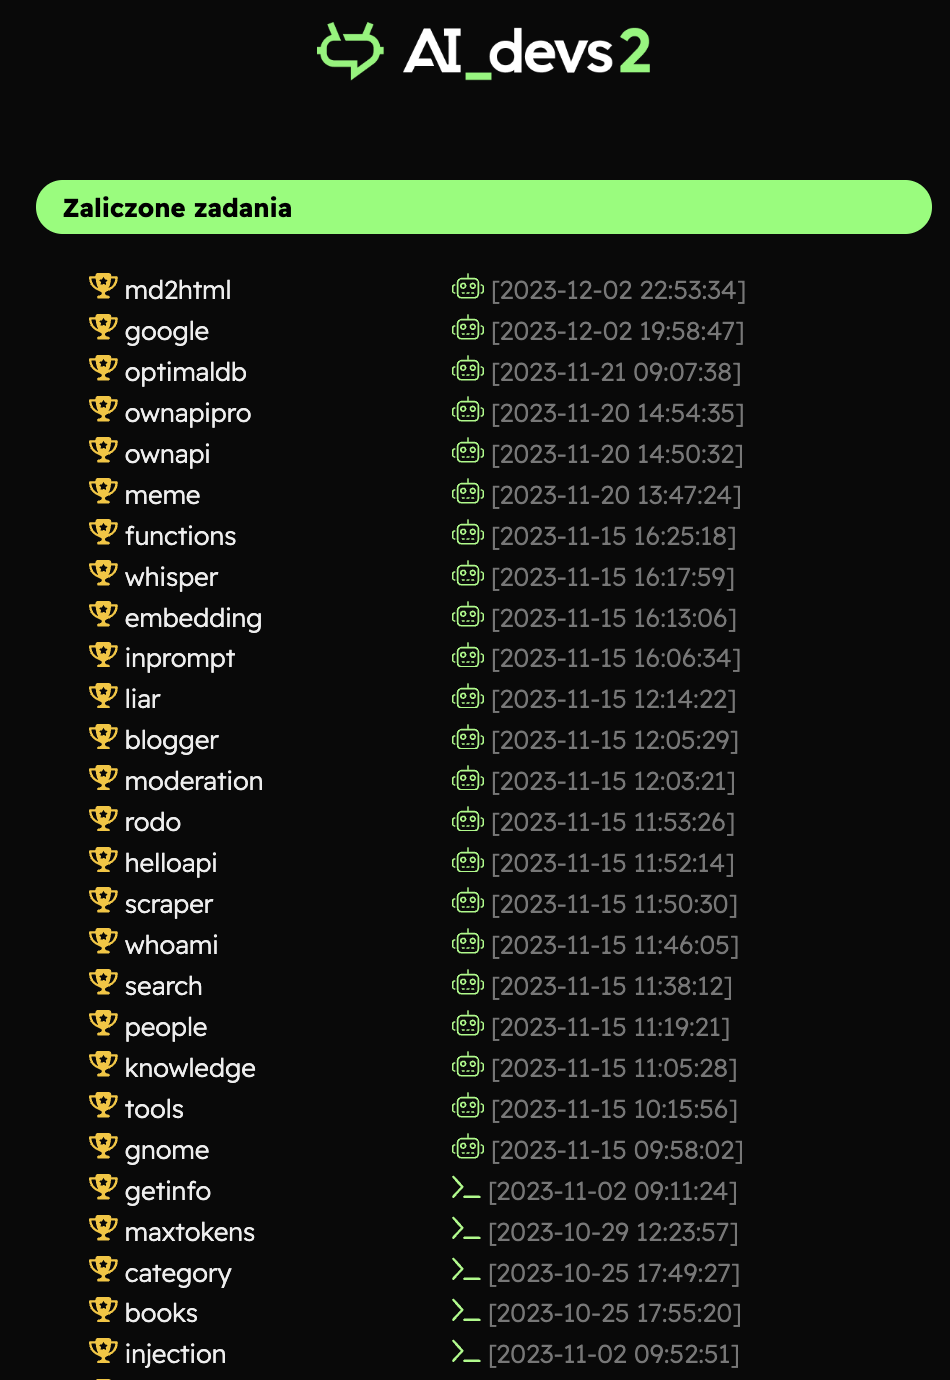 AI_devs2
Zaliczone zadania
md2html [2023-12-02 22:53:34]
google [2023-12-02 19:58:47]
optimaldb [2023-11-21 09:07:38]
ownapipro [2023-11-20 14:54:35]
ownapi [2023-11-20 14:50:32]
meme [2023-11-20 13:47:24]
functions [2023-11-15 16:25:18]
whisper [2023-11-15 16:17:59]
embedding [2023-11-15 16:13:06]
inprompt [2023-11-15 16:06:34]
liar [2023-11-15 12:14:22]
blogger [2023-11-15 12:05:29]
moderation [2023-11-15 12:03:21]
rodo [2023-11-15 11:53:26]
helloapi [2023-11-15 11:52:14]
scraper [2023-11-15 11:50:30]
whoami [2023-11-15 11:46:05]
search [2023-11-15 11:38:12]
people [2023-11-15 11:19:21]
knowledge [2023-11-15 11:05:28]
tools [2023-11-15 10:15:56]
gnome [2023-11-15 09:58:02]
getinfo [2023-11-02 09:11:24]
maxtokens [2023-10-29 12:23:57]
category [2023-10-25 17:49:27]
books [2023-10-25 17:55:20]
injection [2023-11-02 09:52:51]